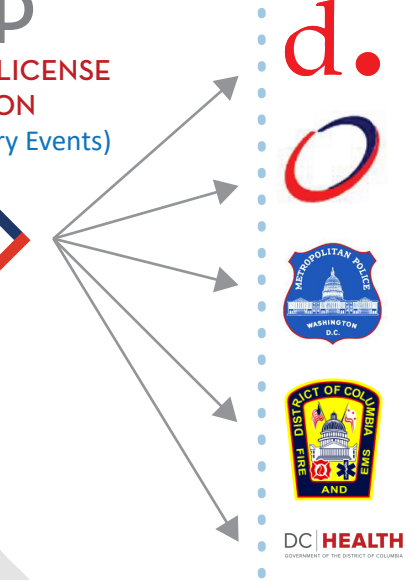 P
LICENSE
ON
ry Events)
d.
METROPOLITAN POLICE
WASHINGTON
D.C.
DISTRICT OF COLUMBIA
FIRE
EMS
AND
DC HEALTH
GOVERNMENT OF THE DISTRICT OF COLUMBIA